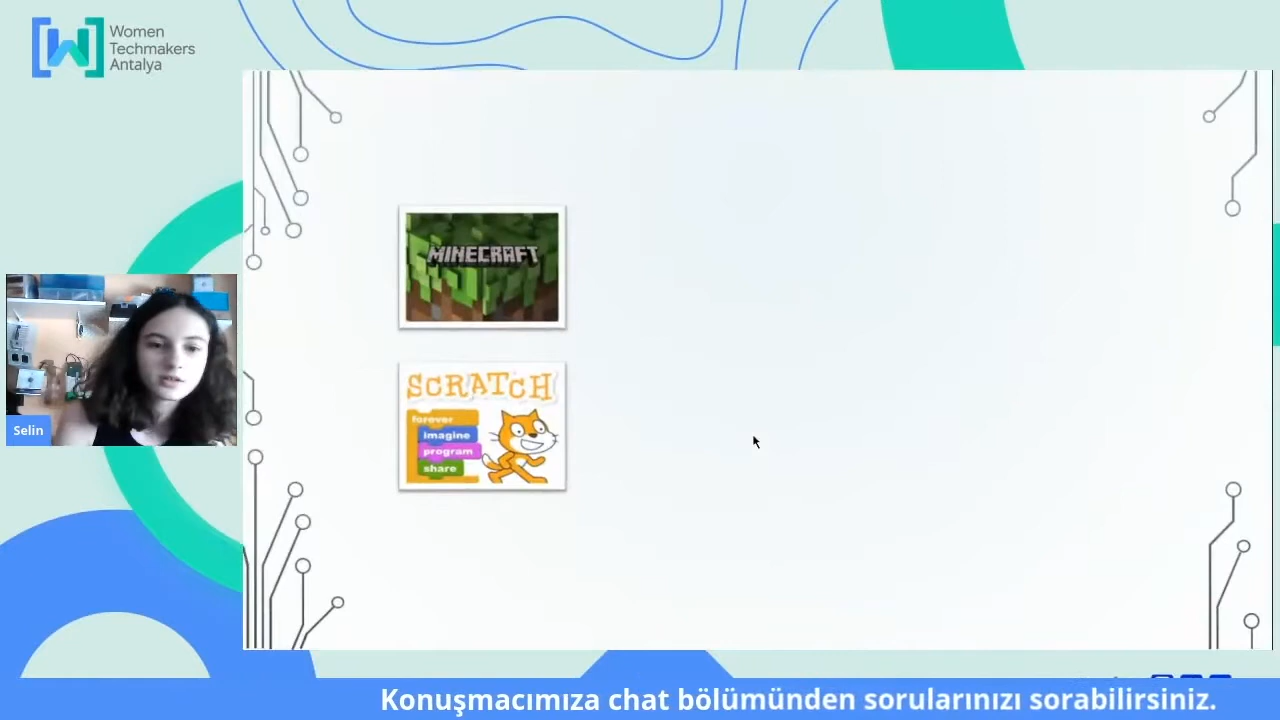 Women
Techmakers
Antalya
MINECRAFT
SCRATCH
forever
imagine
program
share
Selin
Konuşmacımıza chat bölümünden sorularınızı sorabilirsiniz.